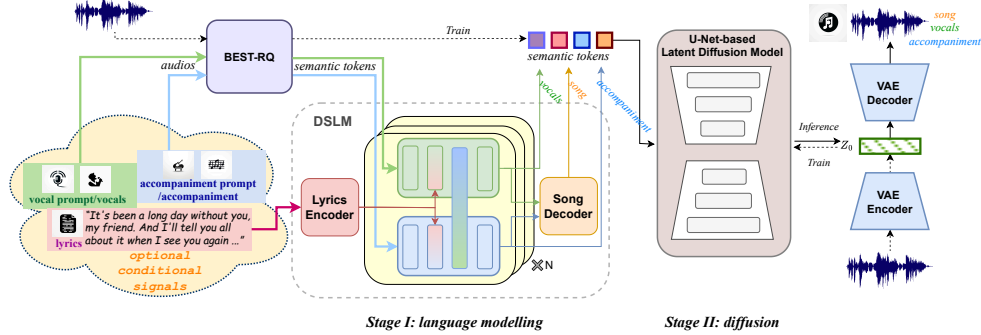 BEST-RQ
audios
semantic tokens
Train
semantic tokens
vocals
song
accompaniment
DSLM
Lyrics
Encoder
Song
Decoder
×N
vocal prompt/vocals
accompaniment prompt
/accompaniment
lyrics
"It's been a long day without you,
my friend. And I'll tell you all
about it when I see you again ..."
optional
conditional
signals
Stage I: language modelling
U-Net-based
Latent Diffusion Model
Inference
Train
Z0
Stage II: diffusion
song
vocals
accompaniment
VAE
Decoder
VAE
Encoder